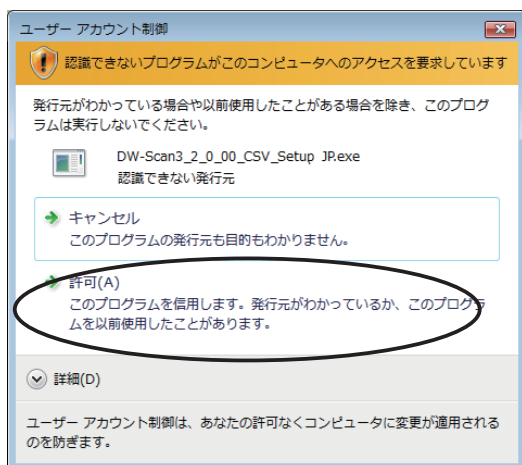 ユーザー アカウント制御
認識できないプログラムがこのコンピュータへのアクセスを要求しています
発行元がわかっている場合や以前使用したことがある場合を除き、このプログ
ラムは実行しないでください。
DW-Scan3_2_0_00_CSV_Setup JP.exe
認識できない発行元
キャンセル
このプログラムの発行元も目的もわかりません。
許可(A)
このプログラムを信用します。発行元がわかっているか、このプログラ
ムを以前使用したことがあります。
詳細(D)
ユーザー アカウント制御は、あなたの許可なくコンピュータに変更が適用される
のを防ぎます。